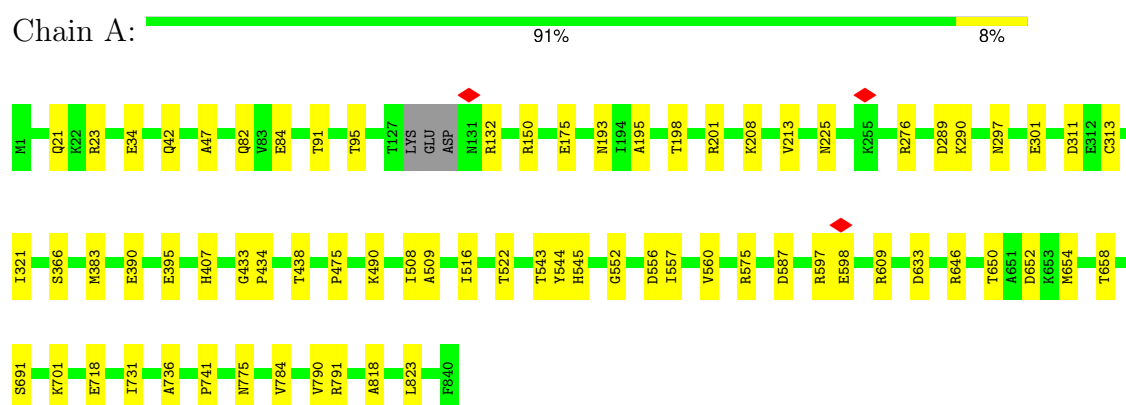 Chain A:
91% 8%
M1 Q21 K22 R23 E34 Q42 A47 Q82 V83 E84 T91 T95 T127 LYS GLU ASP N131 R132 R150 E175 N193 I194 A195 T198 R201 K208 V213 N225 K255 R276 D289 K290 N297 E301 D311 E312 C313
I321 S366 M383 E390 E395 H407 G433 P434 T438 P475 K490 I508 A509 I516 T522 T543 Y544 H545 G552 D556 I557 V560 R575 D587 R597 E598 R609 D633 R646 T650 A651 D652 K653 M654 T658
S691 K701 E718 I731 A736 P741 N775 V784 V790 R791 A818 L823 F840